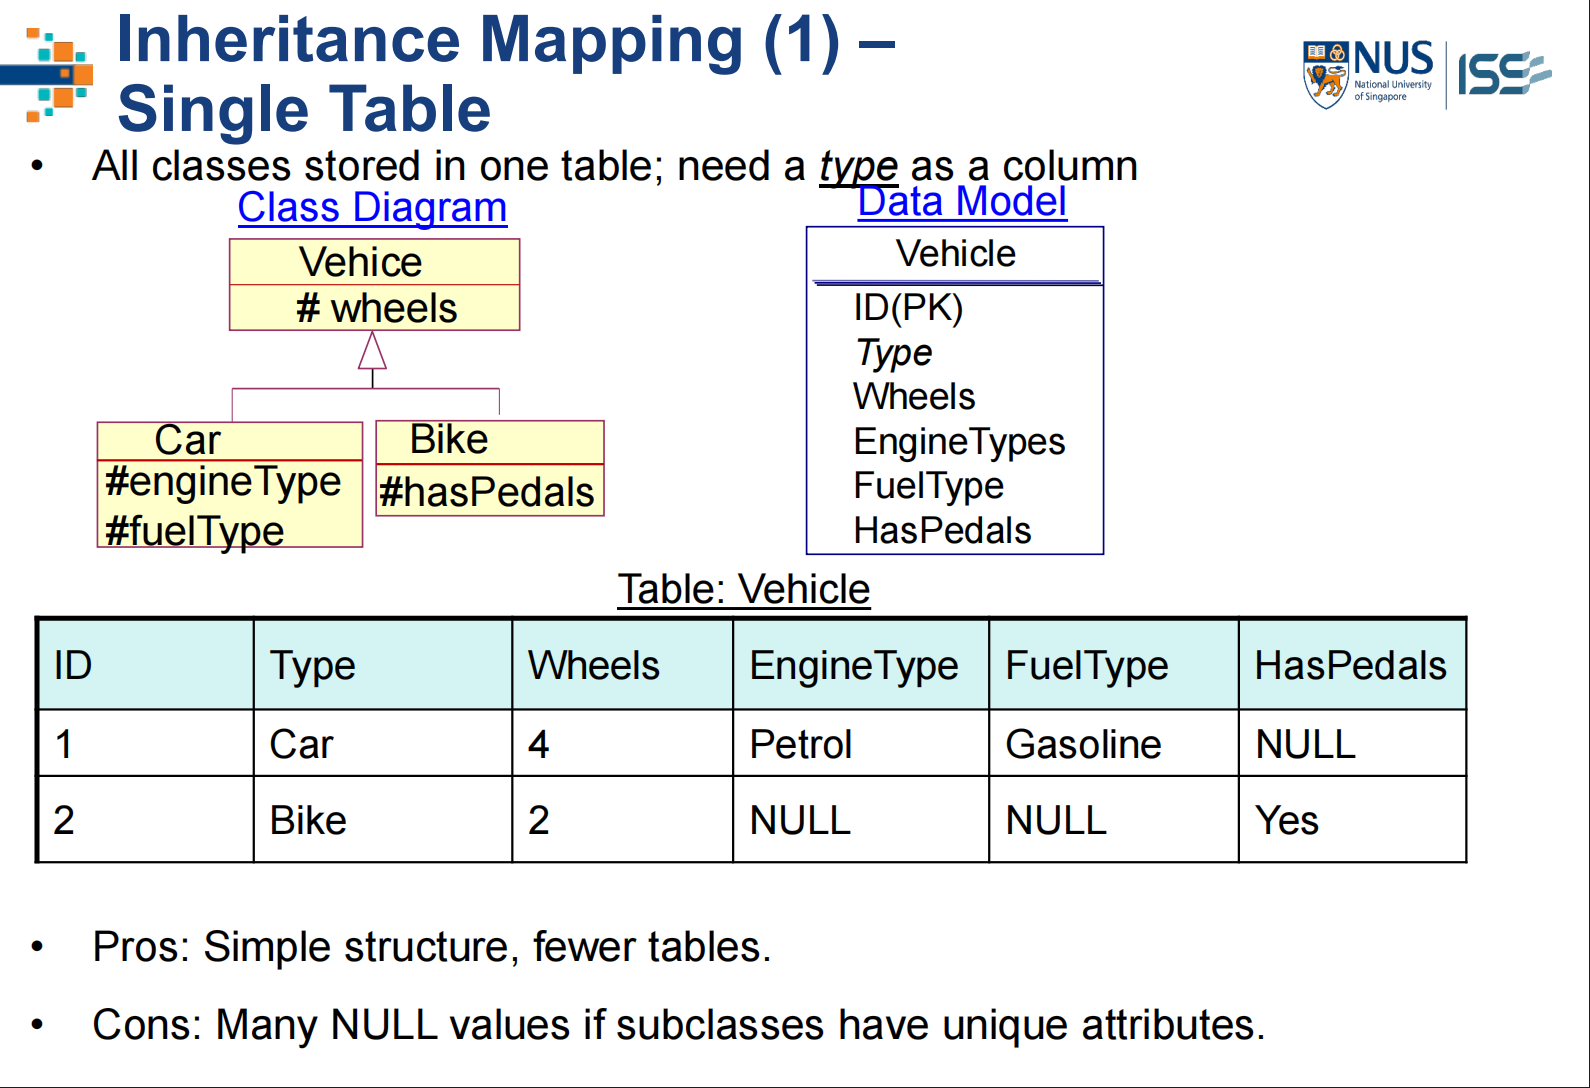 Inheritance Mapping (1) –
Single Table
NUS
National University
of Singapore
ISS
• All classes stored in one table; need a type as a column
Class Diagram
Vehice
# wheels
Car
#engineType
#fuelType
Bike
#hasPedals
Data Model
Vehicle
ID(PK)
Type
Wheels
EngineTypes
FuelType
HasPedals
Table: Vehicle
ID Type Wheels EngineType FuelType HasPedals
1 Car 4 Petrol Gasoline NULL
2 Bike 2 NULL NULL Yes
• Pros: Simple structure, fewer tables.
• Cons: Many NULL values if subclasses have unique attributes.